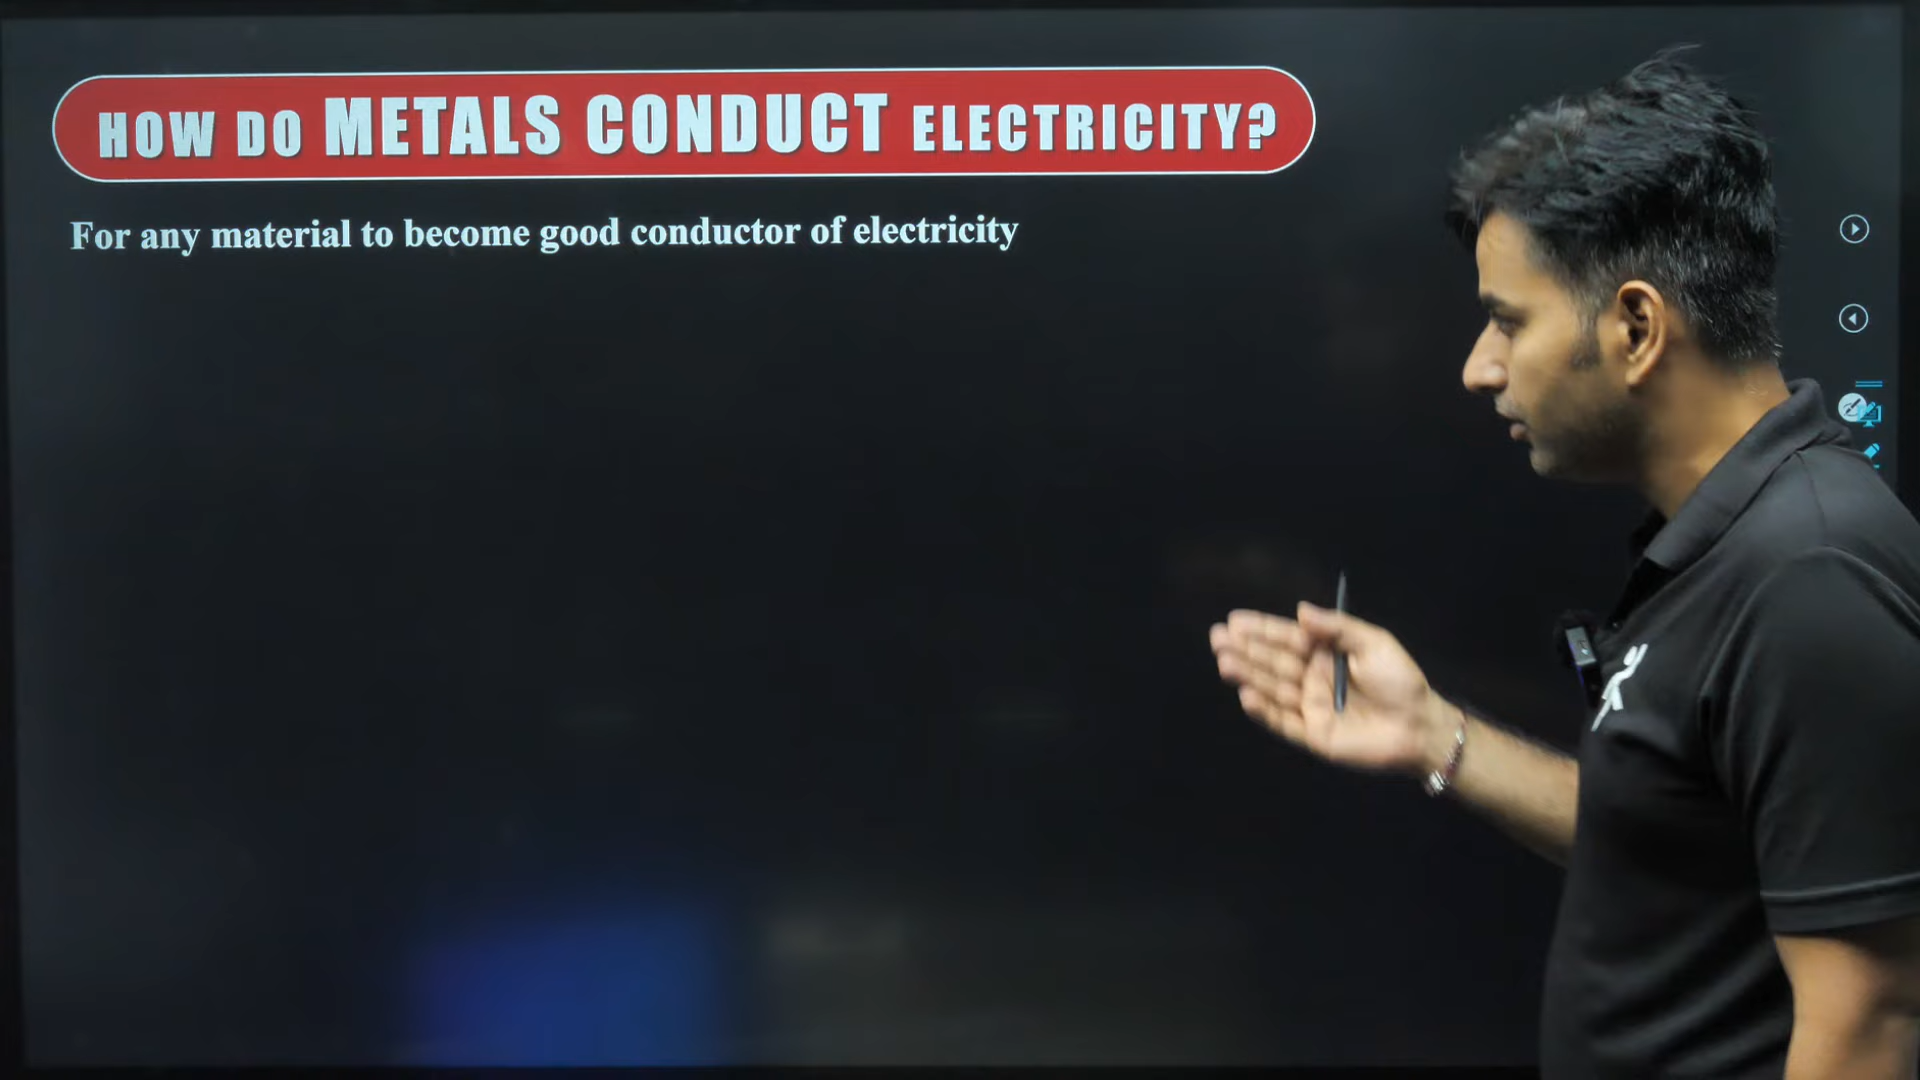 HOW DO METALS CONDUCT ELECTRICITY?
For any material to become good conductor of electricity